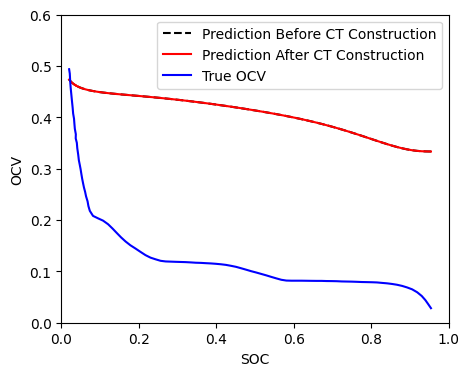 Prediction Before CT Construction
Prediction After CT Construction
True OCV
0.6
0.5
0.4
0.3
0.2
0.1
0.0
OCV
0.0 0.2 0.4 0.6 0.8 1.0
SOC